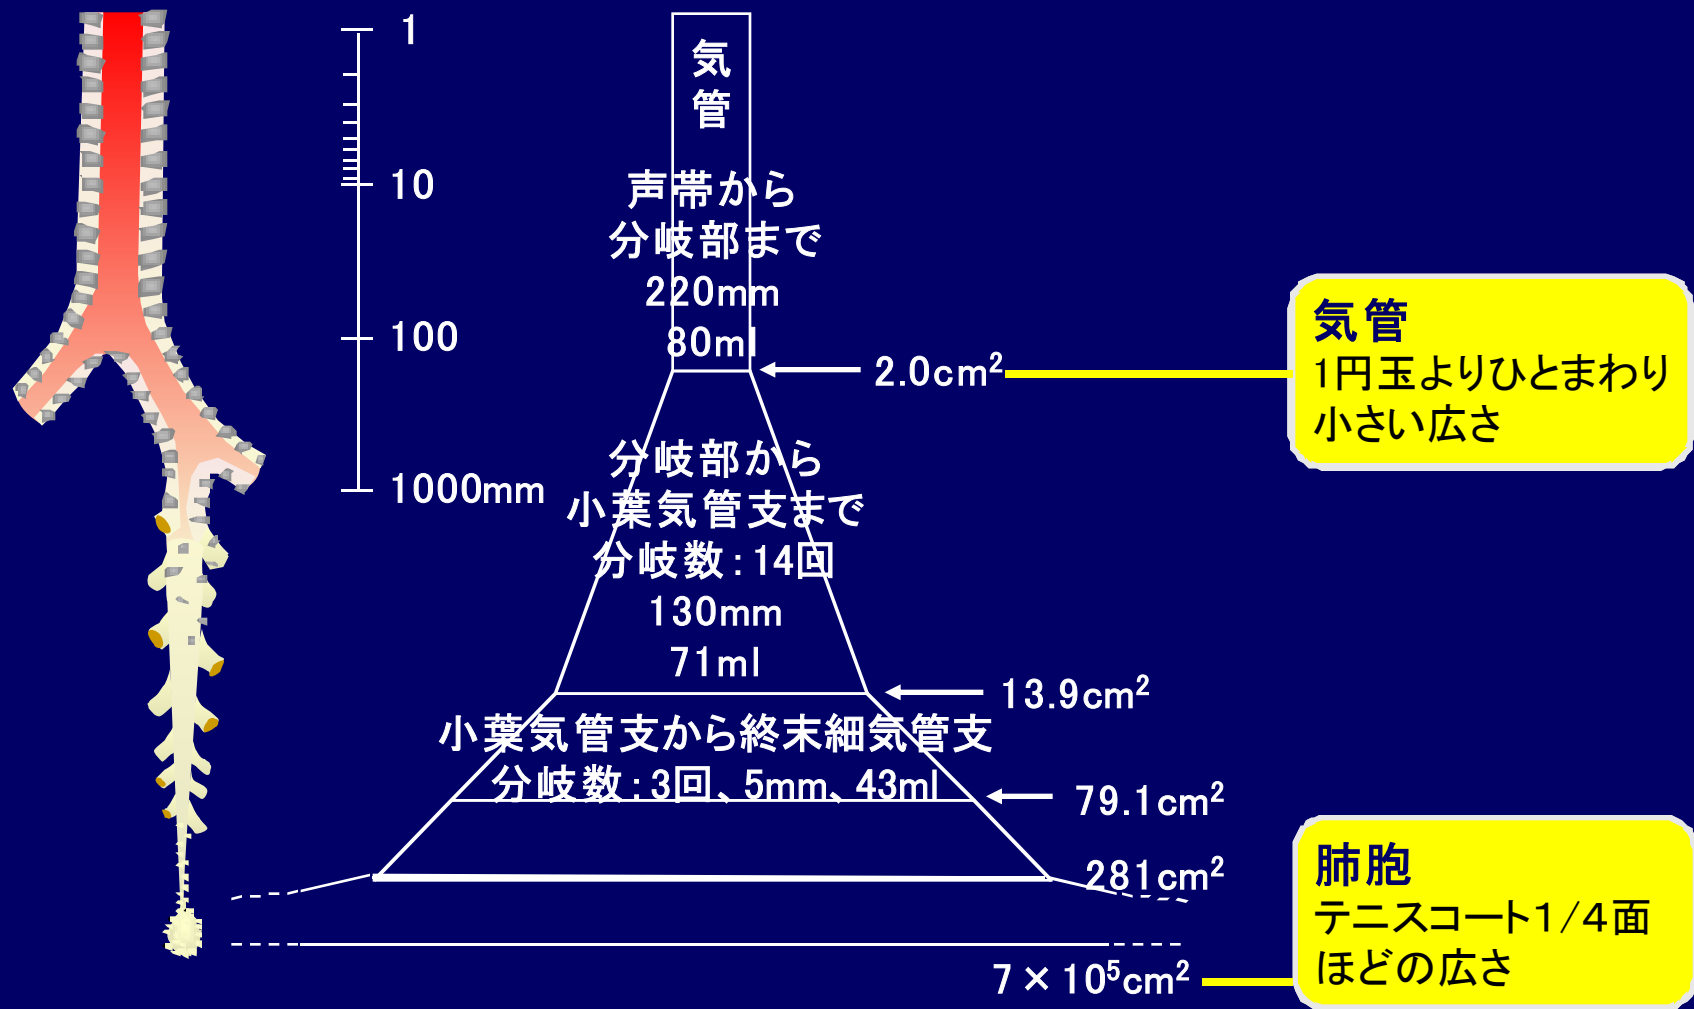 1
10
100
1000mm
気
管
声帯から
分岐部まで
220mm
80ml
2.0cm²
気管
1円玉よりひとまわり
小さい広さ
分岐部から
小葉気管支まで
分岐数:14回
130mm
71ml
13.9cm²
小葉気管支から終末細気管支
分岐数:3回、5mm、43ml
79.1cm²
281cm²
7×10⁵cm²
肺胞
テニスコート1/4面
ほどの広さ